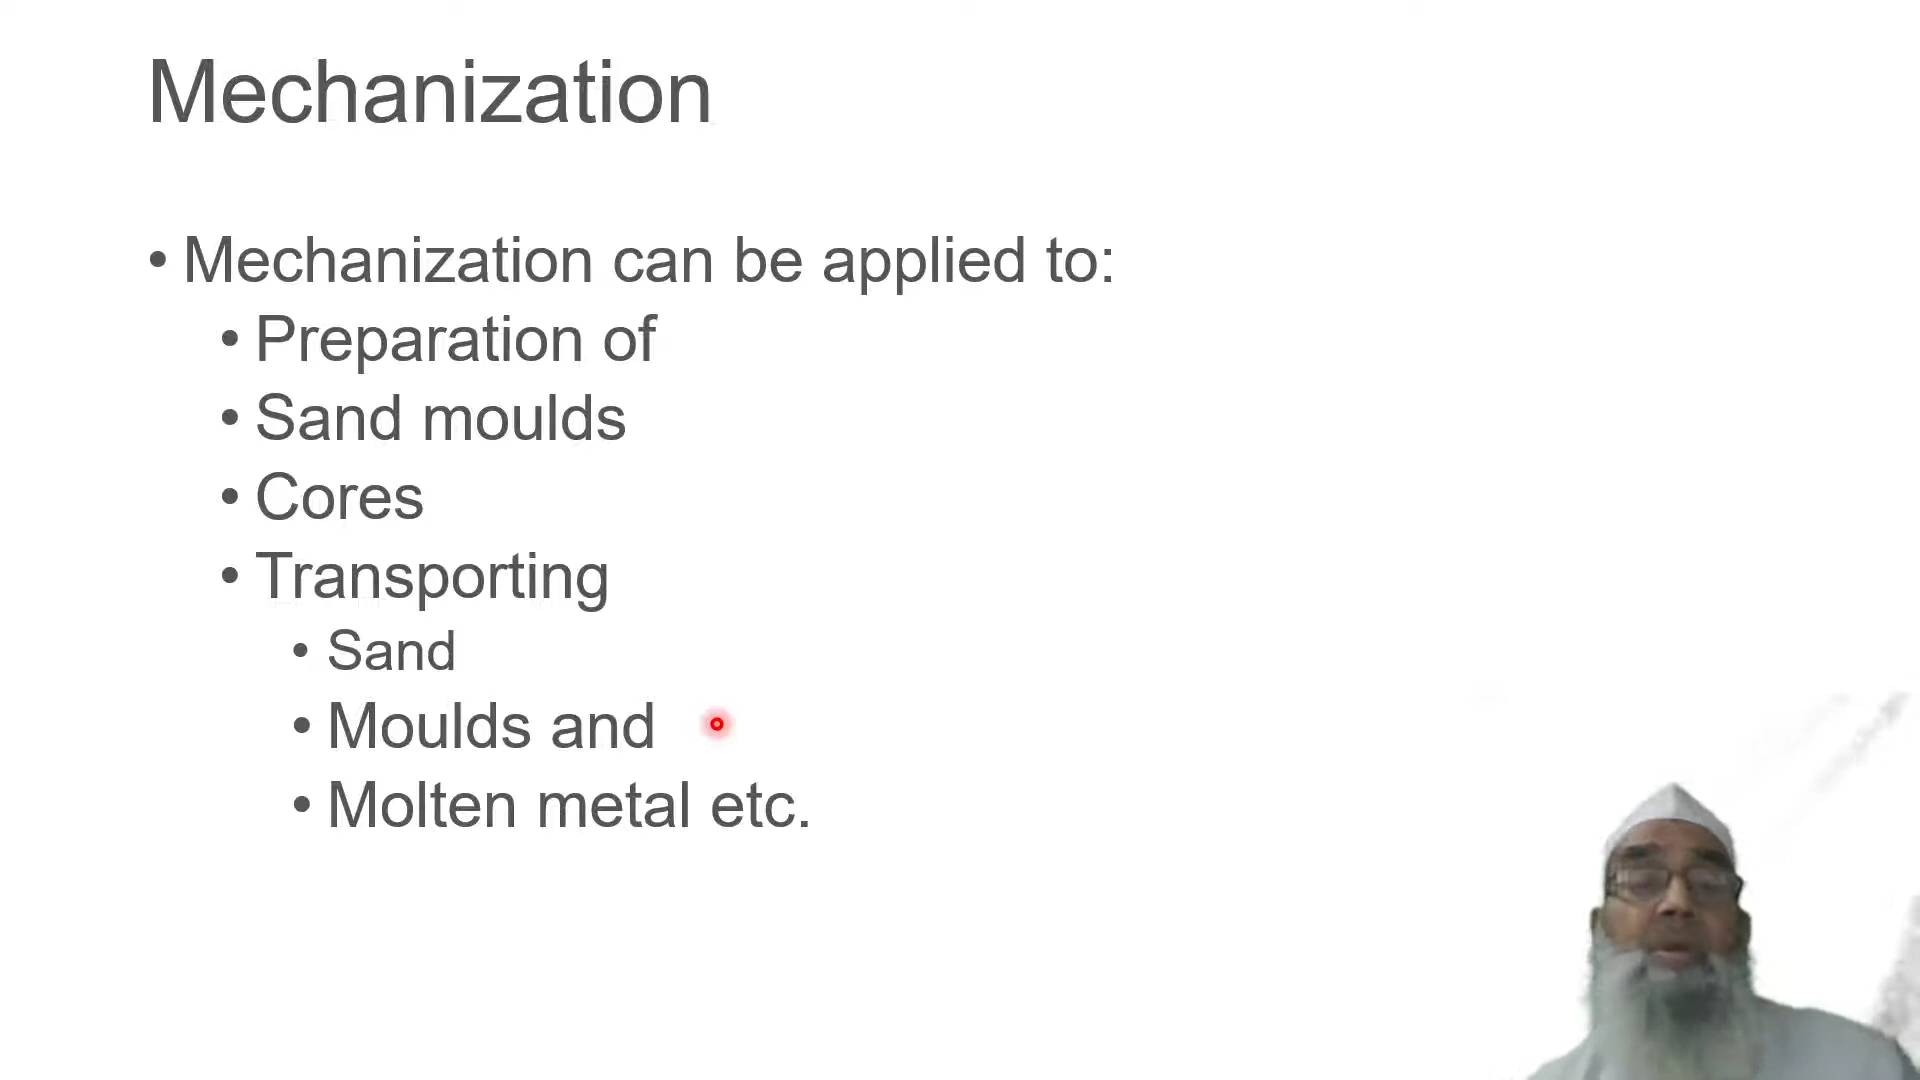 Mechanization
• Mechanization can be applied to:
• Preparation of
• Sand moulds
• Cores
• Transporting
• Sand
• Moulds and
• Molten metal etc.